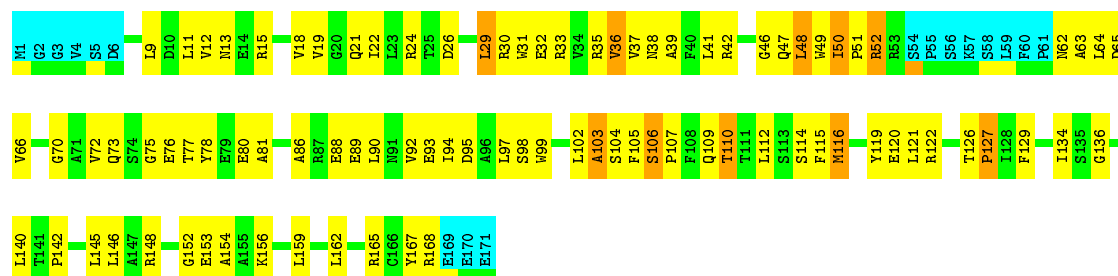 M1 G2 G3 V4 S5 D6 L9 D10 L11 V12 N13 E14 R15 V18 V19 G20 Q21 I22 L23 R24 T25 D26 L29 R30 W31 E32 R33 V34 R35 V36 V37 N38 A39 F40 L41 R42 G46 Q47 L48 W49 I50 P51 R52 R53 S54 P55 S56 K57 S58 L59 F60 P61 N62 A63 L64 D65
V66 G70 A71 V72 Q73 S74 G75 E76 T77 Y78 E79 E80 A81 A86 R87 E88 E89 L90 N91 V92 E93 I94 D95 A96 L97 S98 W99 L102 A103 S104 F105 S106 P107 F108 Q109 T110 T111 L112 S113 S114 F115 M116 Y119 E120 L121 R122 T126 P127 I128 F129 I134 S135 G136
L140 T141 P142 L145 L146 A147 R148 G152 E153 A154 A155 K156 L159 L162 R165 C166 Y167 R168 E169 E170 E171